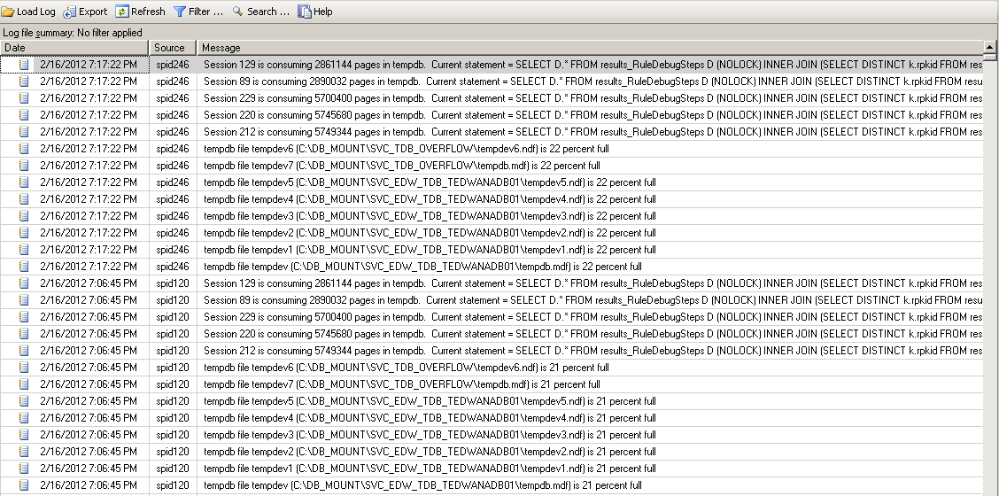 Load Log Export Refresh Filter ... Search ... Help
Log file summary: No filter applied
Date Source Message
2/16/2012 7:17:22 PM spid246 Session 129 is consuming 2861144 pages in tempdb. Current statement = SELECT D.* FROM results_RuleDebugSteps D (NOLOCK) INNER JOIN (SELECT DISTINCT k.rpkid FROM res
2/16/2012 7:17:22 PM spid246 Session 89 is consuming 2890032 pages in tempdb. Current statement = SELECT D.* FROM results_RuleDebugSteps D (NOLOCK) INNER JOIN (SELECT DISTINCT k.rpkid FROM resu
2/16/2012 7:17:22 PM spid246 Session 229 is consuming 5700400 pages in tempdb. Current statement = SELECT D.* FROM results_RuleDebugSteps D (NOLOCK) INNER JOIN (SELECT DISTINCT k.rpkid FROM res
2/16/2012 7:17:22 PM spid246 Session 220 is consuming 5745680 pages in tempdb. Current statement = SELECT D.* FROM results_RuleDebugSteps D (NOLOCK) INNER JOIN (SELECT DISTINCT k.rpkid FROM res
2/16/2012 7:17:22 PM spid246 Session 212 is consuming 5749344 pages in tempdb. Current statement = SELECT D.* FROM results_RuleDebugSteps D (NOLOCK) INNER JOIN (SELECT DISTINCT k.rpkid FROM res
2/16/2012 7:17:22 PM spid246 tempdb file tempdev6 (C:\DB_MOUNT\SVC_TDB_OVERFLOW\tempdev6.ndf) is 22 percent full
2/16/2012 7:17:22 PM spid246 tempdb file tempdev7 (C:\DB_MOUNT\SVC_TDB_OVERFLOW\tempdb.mdf) is 22 percent full
2/16/2012 7:17:22 PM spid246 tempdb file tempdev5 (C:\DB_MOUNT\SVC_EDW_TDB_TEDWANADB01\tempdev5.ndf) is 22 percent full
2/16/2012 7:17:22 PM spid246 tempdb file tempdev4 (C:\DB_MOUNT\SVC_EDW_TDB_TEDWANADB01\tempdev4.ndf) is 22 percent full
2/16/2012 7:17:22 PM spid246 tempdb file tempdev3 (C:\DB_MOUNT\SVC_EDW_TDB_TEDWANADB01\tempdev3.ndf) is 22 percent full
2/16/2012 7:17:22 PM spid246 tempdb file tempdev2 (C:\DB_MOUNT\SVC_EDW_TDB_TEDWANADB01\tempdev2.ndf) is 22 percent full
2/16/2012 7:17:22 PM spid246 tempdb file tempdev1 (C:\DB_MOUNT\SVC_EDW_TDB_TEDWANADB01\tempdev1.ndf) is 22 percent full
2/16/2012 7:17:22 PM spid246 tempdb file tempdev (C:\DB_MOUNT\SVC_EDW_TDB_TEDWANADB01\tempdb.mdf) is 22 percent full
2/16/2012 7:06:45 PM spid120 Session 129 is consuming 2861144 pages in tempdb. Current statement = SELECT D.* FROM results_RuleDebugSteps D (NOLOCK) INNER JOIN (SELECT DISTINCT k.rpkid FROM res
2/16/2012 7:06:45 PM spid120 Session 89 is consuming 2890032 pages in tempdb. Current statement = SELECT D.* FROM results_RuleDebugSteps D (NOLOCK) INNER JOIN (SELECT DISTINCT k.rpkid FROM resu
2/16/2012 7:06:45 PM spid120 Session 229 is consuming 5700400 pages in tempdb. Current statement = SELECT D.* FROM results_RuleDebugSteps D (NOLOCK) INNER JOIN (SELECT DISTINCT k.rpkid FROM res
2/16/2012 7:06:45 PM spid120 Session 220 is consuming 5745680 pages in tempdb. Current statement = SELECT D.* FROM results_RuleDebugSteps D (NOLOCK) INNER JOIN (SELECT DISTINCT k.rpkid FROM res
2/16/2012 7:06:45 PM spid120 Session 212 is consuming 5749344 pages in tempdb. Current statement = SELECT D.* FROM results_RuleDebugSteps D (NOLOCK) INNER JOIN (SELECT DISTINCT k.rpkid FROM res
2/16/2012 7:06:45 PM spid120 tempdb file tempdev6 (C:\DB_MOUNT\SVC_TDB_OVERFLOW\tempdev6.ndf) is 21 percent full
2/16/2012 7:06:45 PM spid120 tempdb file tempdev7 (C:\DB_MOUNT\SVC_TDB_OVERFLOW\tempdb.mdf) is 21 percent full
2/16/2012 7:06:45 PM spid120 tempdb file tempdev5 (C:\DB_MOUNT\SVC_EDW_TDB_TEDWANADB01\tempdev5.ndf) is 21 percent full
2/16/2012 7:06:45 PM spid120 tempdb file tempdev4 (C:\DB_MOUNT\SVC_EDW_TDB_TEDWANADB01\tempdev4.ndf) is 21 percent full
2/16/2012 7:06:45 PM spid120 tempdb file tempdev3 (C:\DB_MOUNT\SVC_EDW_TDB_TEDWANADB01\tempdev3.ndf) is 21 percent full
2/16/2012 7:06:45 PM spid120 tempdb file tempdev2 (C:\DB_MOUNT\SVC_EDW_TDB_TEDWANADB01\tempdev2.ndf) is 21 percent full
2/16/2012 7:06:45 PM spid120 tempdb file tempdev1 (C:\DB_MOUNT\SVC_EDW_TDB_TEDWANADB01\tempdev1.ndf) is 21 percent full
2/16/2012 7:06:45 PM spid120 tempdb file tempdev (C:\DB_MOUNT\SVC_EDW_TDB_TEDWANADB01\tempdb.mdf) is 21 percent full